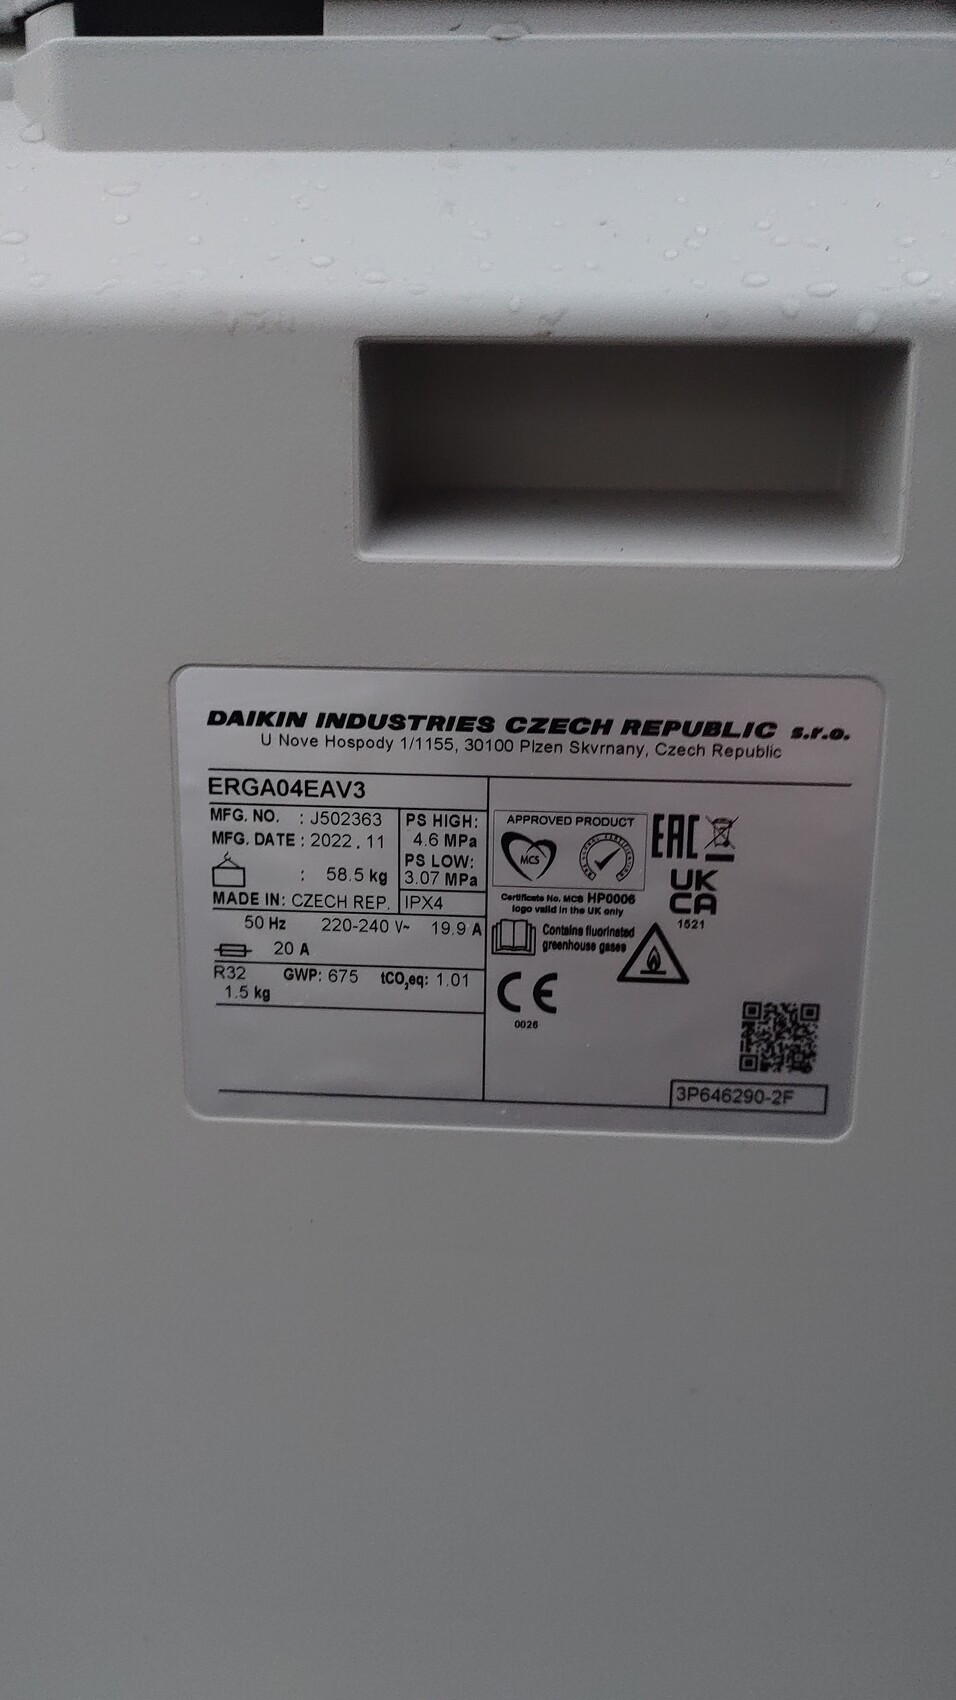 DAIKIN INDUSTRIES CZECH REPUBLIC s.r.o.
U Nove Hospody 1/1155, 30100 Plzen Skvrnany, Czech Republic
ERGA04EAV3
MFG. NO. : J502363
MFG. DATE : 2022.11
: 58.5 kg
MADE IN: CZECH REP.
PS HIGH:
4.6 MPa
PS LOW:
3.07 MPa
IPX4
50 Hz 220-240 V~ 19.9 A
20 A
R32 GWP: 675 tCO₂eq: 1.01
1.5 kg
APPROVED PRODUCT
MCS
Certificate No. MCS HP0006
logo valid in the UK only
EAC
UK
CA
1521
Contains fluorinated
greenhouse gases
CE
0026
3P646290-2F